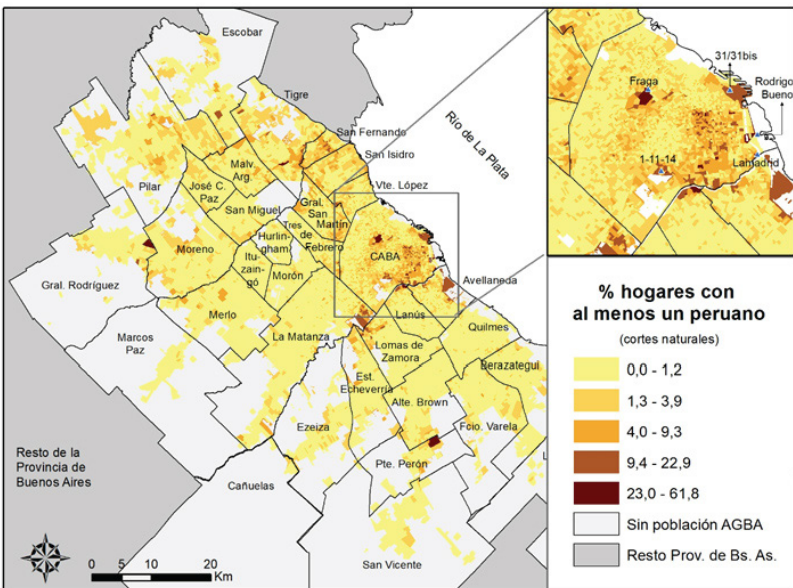 Escobar
Tigre
San Fernando
San Isidro
Río de La Plata
Vte. López
Malv.
Arg.
José C.
Paz
Pilar
San Miguel
Gral.
San
Martín
Tres
de
Febrero
Hurlin-
gham
Itu-
zain-
gó
Morón
Moreno
CABA
Gral. Rodríguez
Merlo
Avellaneda
Marcos
Paz
La Matanza
Lanús
Quilmes
Lomas de
Zamora
Berazategui
Est.
Echeverría
Alte. Brown
Ezeiza
Fcio. Varela
Pte. Perón
L
Resto de la
Provincia de
Buenos Aires
Cañuelas
San Vicente
0 10 20
Km
31/31bis
Fraga
Rodrigo
Bueno
1-11-14
Lamadrid
% hogares con
al menos un peruano
(cortes naturales)
0,0 - 1,2
1,3 - 3,9
4,0 - 9,3
9,4 - 22,9
23,0 - 61,8
Sin población AGBA
Resto Prov. de Bs. As.